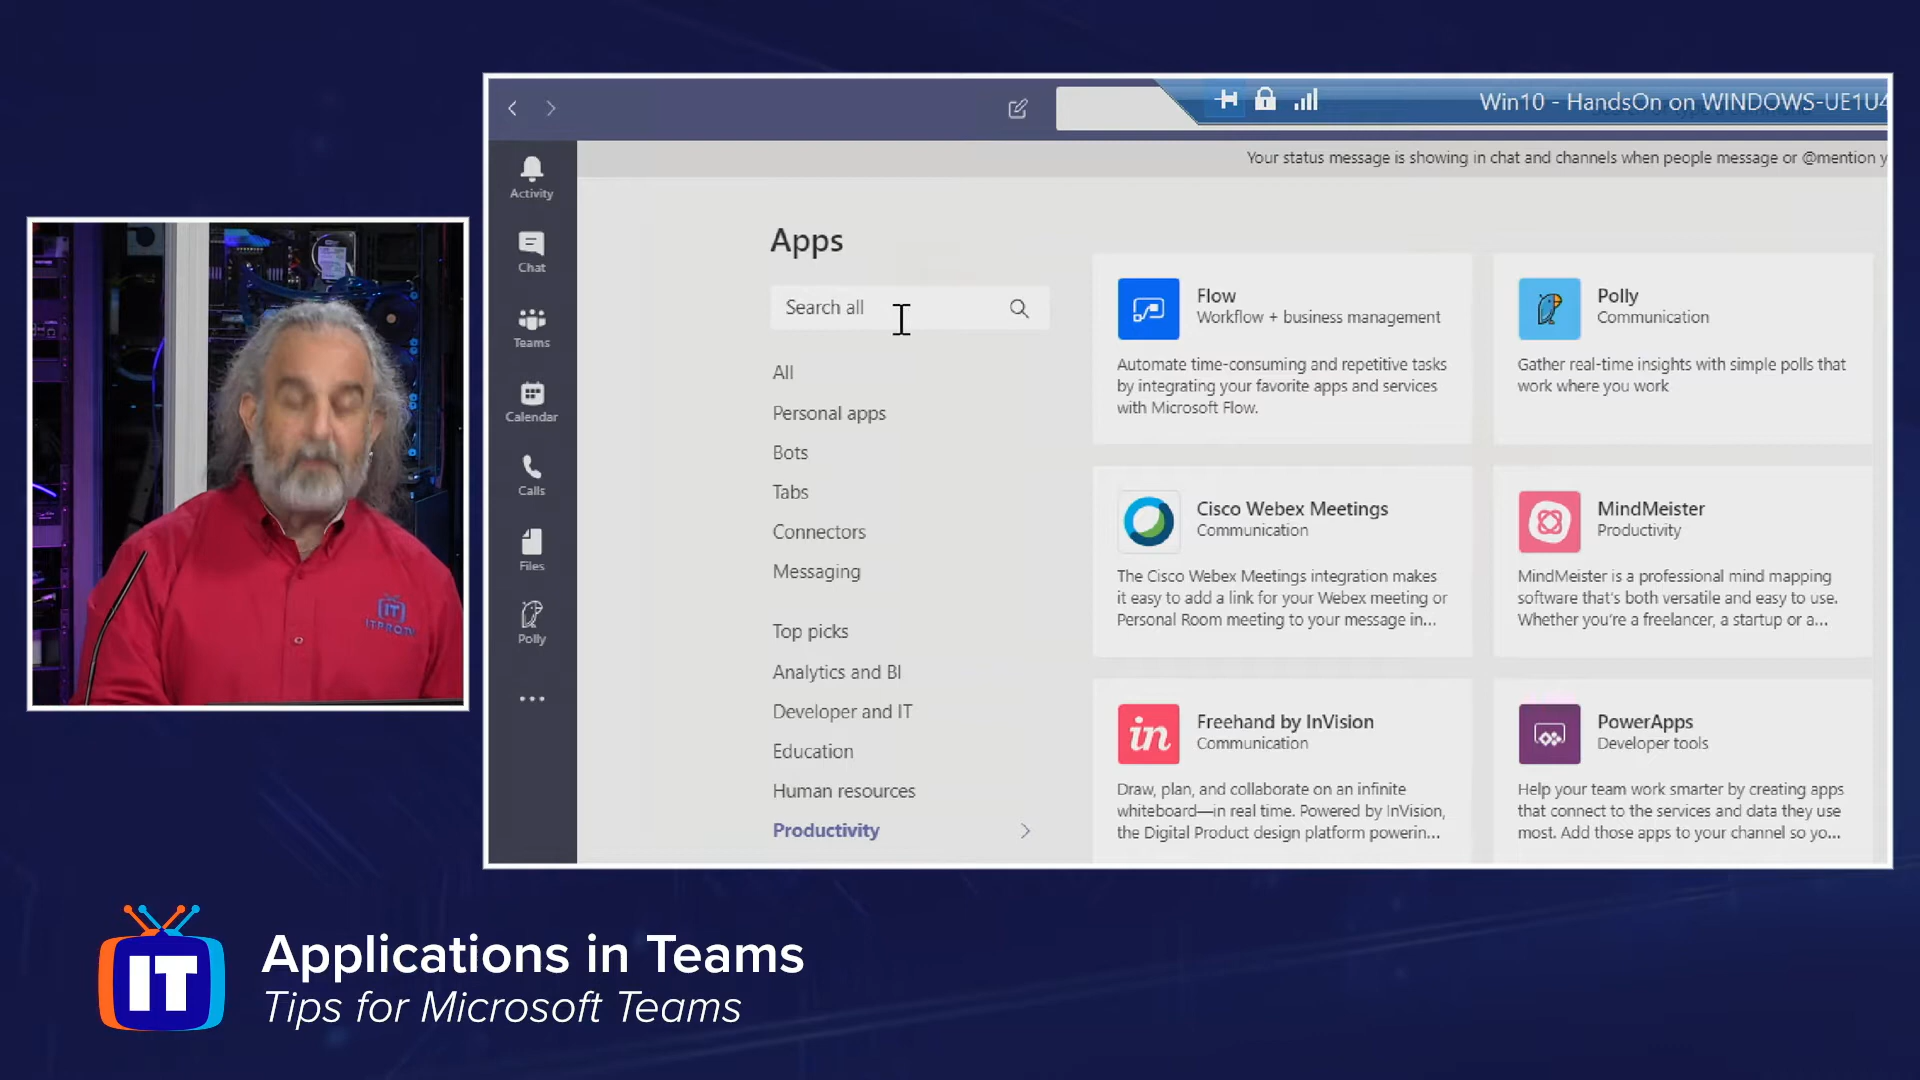 Win10 - HandsOn on WINDOWS-UE1U4
Your status message is showing in chat and channels when people message or @mention y
Activity
Chat
Teams
Calendar
Calls
Files
Polly
Apps
Search all
All
Personal apps
Bots
Tabs
Connectors
Messaging
Top picks
Analytics and BI
Developer and IT
Education
Human resources
Productivity
Flow
Workflow + business management
Automate time-consuming and repetitive tasks
by integrating your favorite apps and services
with Microsoft Flow.
Polly
Communication
Gather real-time insights with simple polls that
work where you work
Cisco Webex Meetings
Communication
The Cisco Webex Meetings integration makes
it easy to add a link for your Webex meeting or
Personal Room meeting to your message in...
MindMeister
Productivity
MindMeister is a professional mind mapping
software that's both versatile and easy to use.
Whether you're a freelancer, a startup or a...
in
Freehand by InVision
Communication
Draw, plan, and collaborate on an infinite
whiteboard—in real time. Powered by InVision,
the Digital Product design platform powerin...
PowerApps
Developer tools
Help your team work smarter by creating apps
that connect to the services and data they use
most. Add those apps to your channel so yo...
IT
ITPROTV
IT
Applications in Teams
Tips for Microsoft Teams